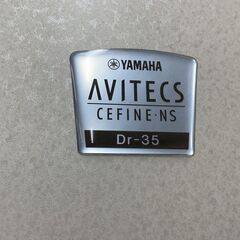 YAMAHA
AVITECS
CEFINE·NS
Dr-35